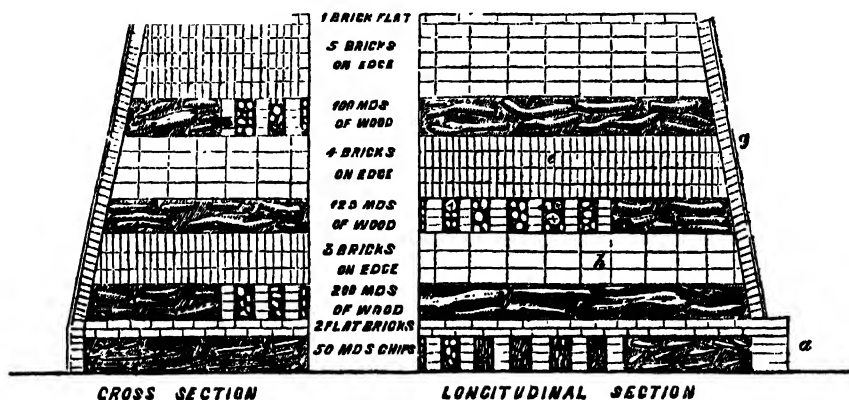 1 BRICK FLAT
5 BRICKS
ON EDGE
100 MDS
OF WOOD
g
4 BRICKS
ON EDGE
e
125 MDS
OF WOOD
3 BRICKS
ON EDGE
h
200 MDS
OF WOOD
2 FLAT BRICKS
50 MDS CHIPS
a
CROSS SECTION
LONGITUDINAL SECTION